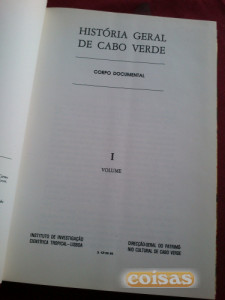 HISTÓRIA GERAL
DE CABO VERDE
CORPO DOCUMENTAL
I
VOLUME
INSTITUTO DE INVESTIGAÇÃO
CIENTÍFICA TROPICAL - LISBOA
DIRECÇÃO-GERAL DO PATRIMÓ
NIO CULTURAL DE CABO VERDE
coisas